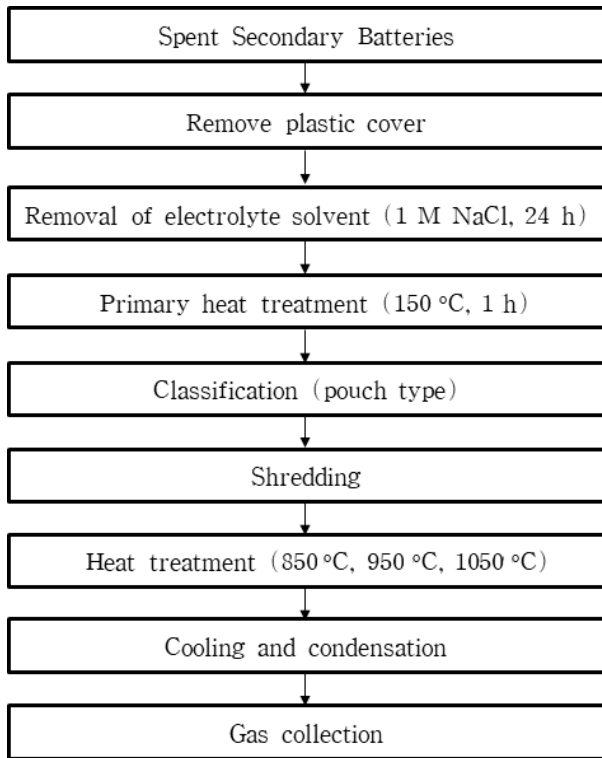 Spent Secondary Batteries
Remove plastic cover
Removal of electrolyte solvent (1 M NaCl, 24 h)
Primary heat treatment (150 °C, 1 h)
Classification (pouch type)
Shredding
Heat treatment (850 °C, 950 °C, 1050 °C)
Cooling and condensation
Gas collection